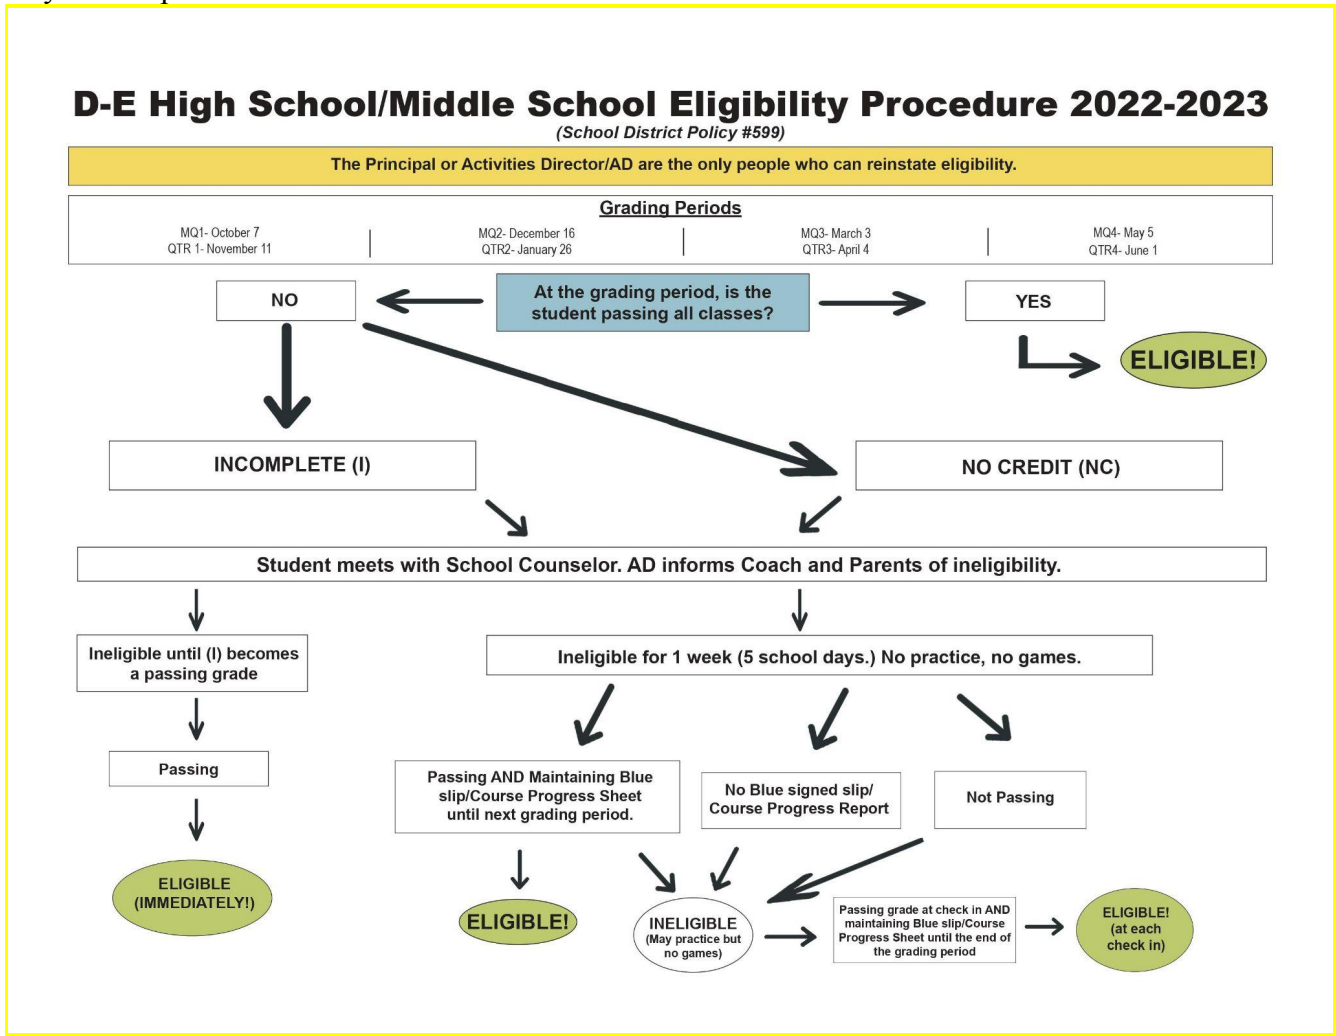 D-E High School/Middle School Eligibility Procedure 2022-2023
(School District Policy #599)
The Principal or Activities Director/AD are the only people who can reinstate eligibility.
Grading Periods
MQ1- October 7
QTR 1- November 11
MQ2- December 16
QTR2- January 26
MQ3- March 3
QTR3- April 4
MQ4- May 5
QTR4- June 1
NO
At the grading period, is the
student passing all classes?
YES
ELIGIBLE!
INCOMPLETE (I)
NO CREDIT (NC)
Student meets with School Counselor. AD informs Coach and Parents of ineligibility.
Ineligible until (I) becomes
a passing grade
Ineligible for 1 week (5 school days.) No practice, no games.
Passing
Passing AND Maintaining Blue
slip/Course Progress Sheet
until next grading period.
No Blue signed slip/
Course Progress Report
Not Passing
ELIGIBLE
(IMMEDIATELY!)
ELIGIBLE!
INELIGIBLE
(May practice but
no games)
Passing grade at check in AND
maintaining Blue slip/Course
Progress Sheet until the end of
the grading period
ELIGIBLE!
(at each
check in)